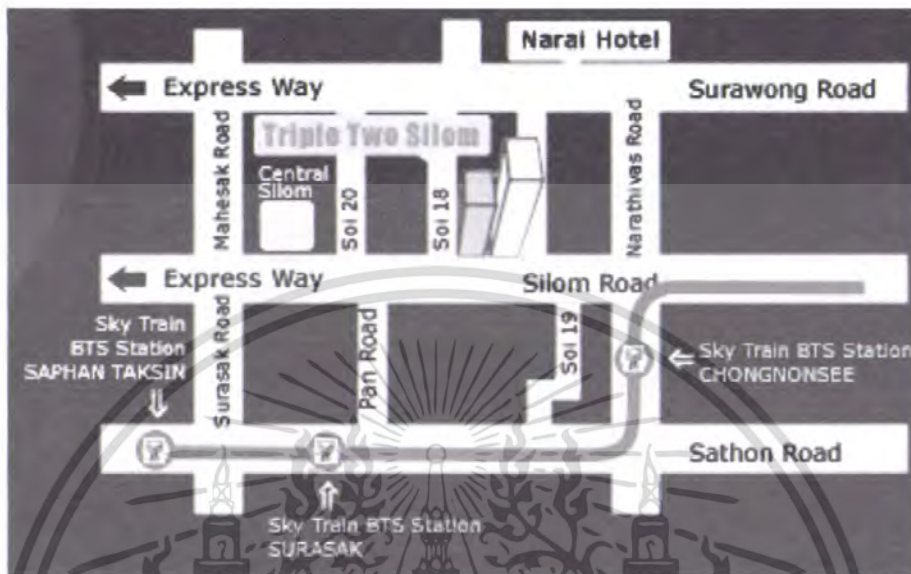 Narai Hotel
Express Way
Surawong Road
Mahesak Road
Triple Two Silom
Central
Silom
Soi 20
Soi 18
Narathivas Road
Express Way
Silom Road
Sky Train
BTS Station
SAPHAN TAKSIN
Surasak Road
Pan Road
Soi 19
Sky Train BTS Station
CHONGNONSEE
Sathon Road
Sky Train BTS Station
SURASAK